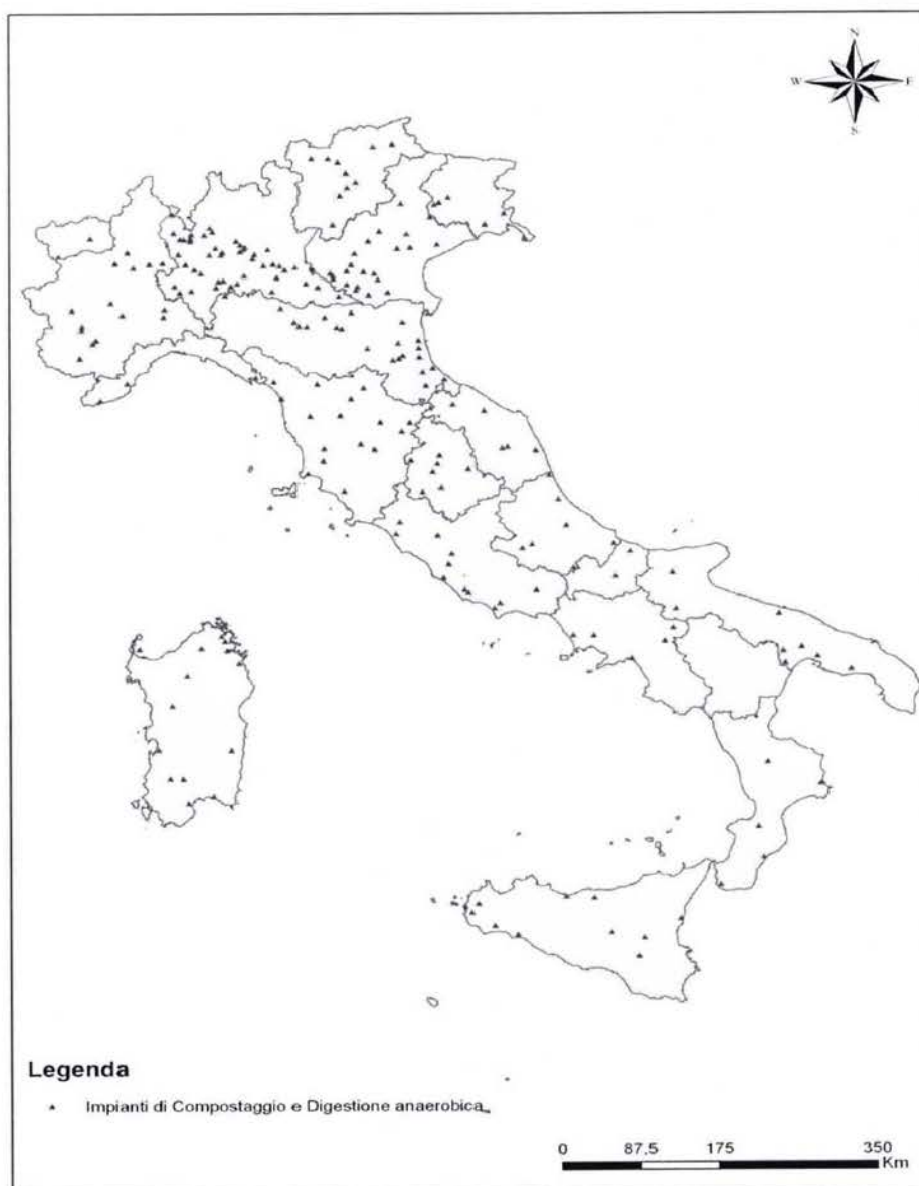 N
W E
S
Legenda
Impianti di Compostaggio e Digestione anaerobica
0 87,5 175 350
Km